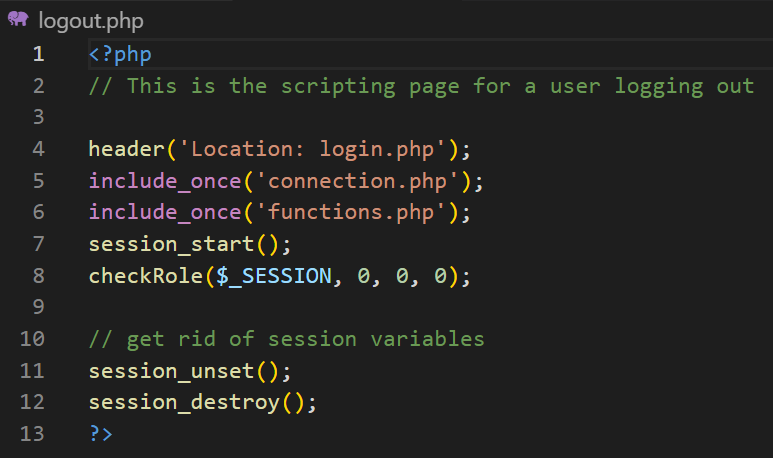 logout.php
1 <?php
2 // This is the scripting page for a user logging out
3
4 header('Location: login.php');
5 include_once('connection.php');
6 include_once('functions.php');
7 session_start();
8 checkRole($_SESSION, 0, 0, 0);
9
10 // get rid of session variables
11 session_unset();
12 session_destroy();
13 ?>